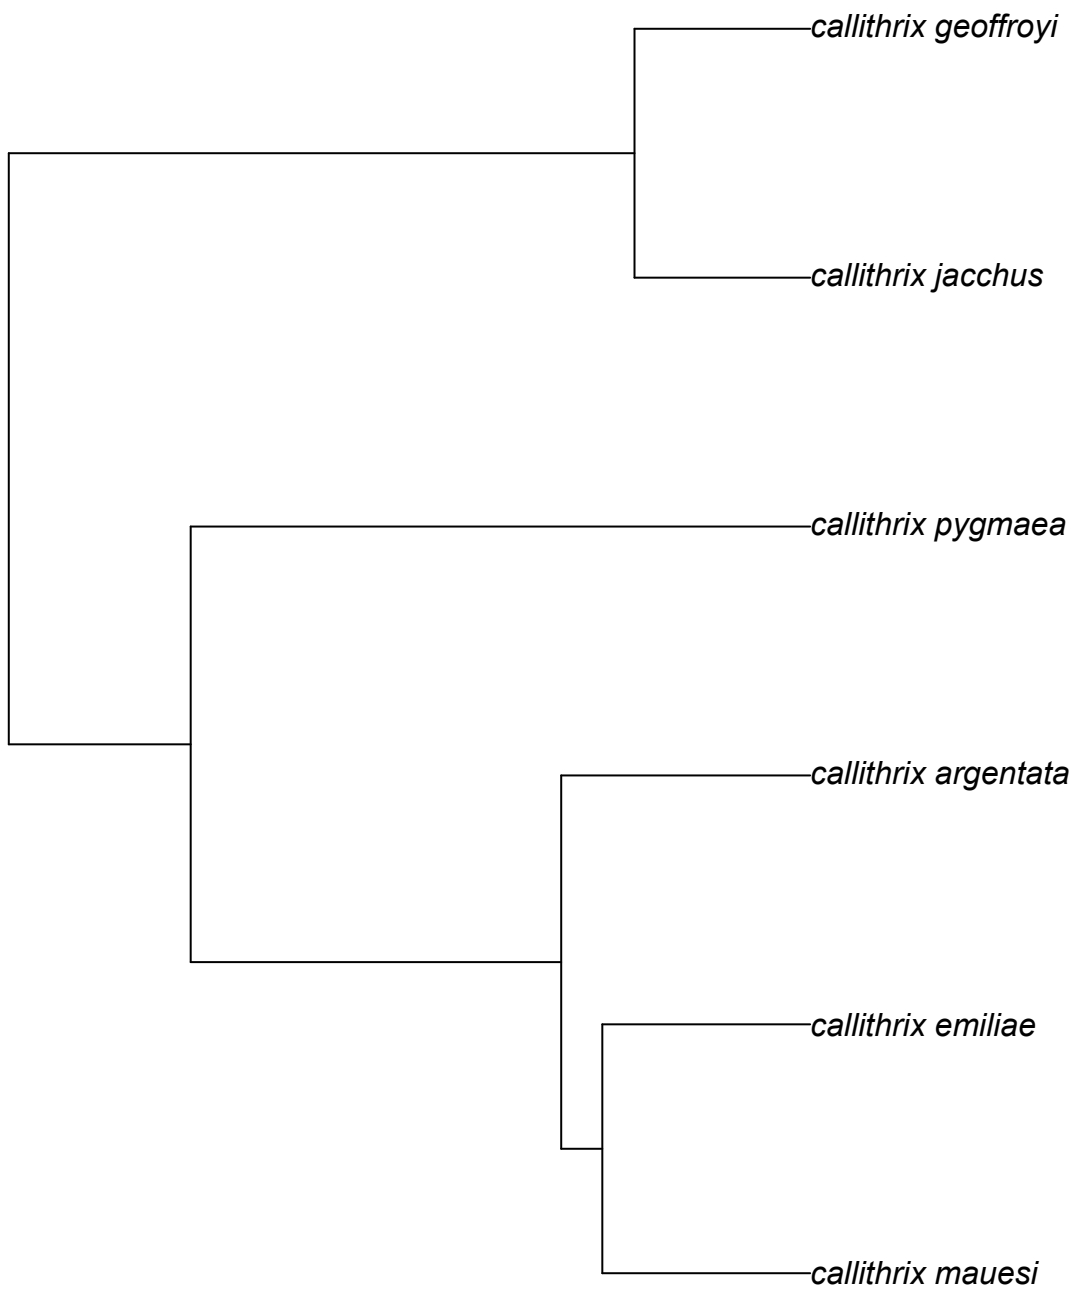 callithrix geoffroyi
callithrix jacchus
callithrix pygmaea
callithrix argentata
callithrix emiliae
callithrix mauesi